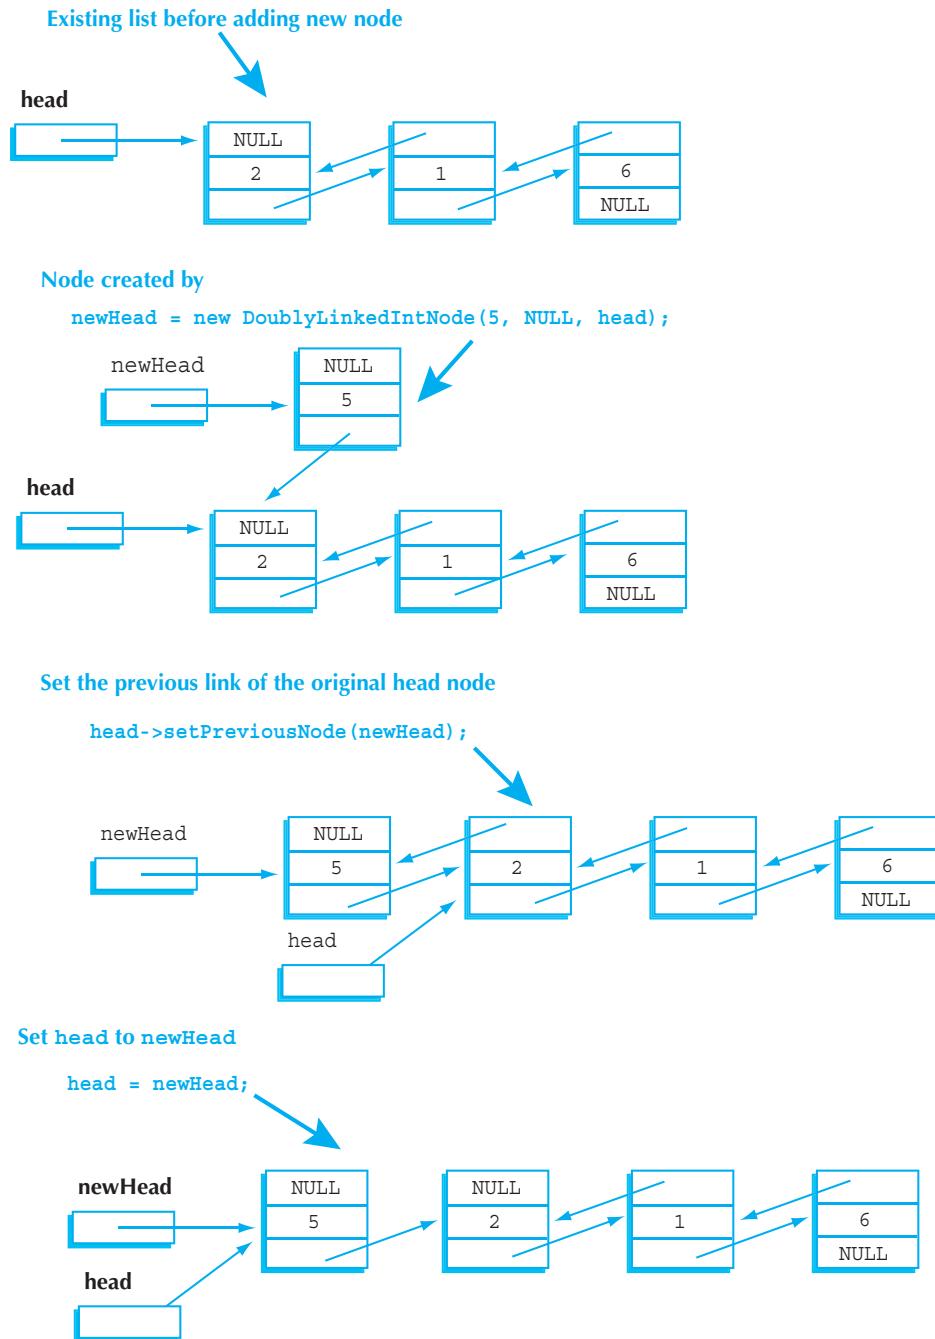 Existing list before adding new node
head
NULL
2 1 6
NULL
Node created by
newHead = new DoublyLinkedIntNode(5, NULL, head);
newHead NULL
5
head
NULL
2 1 6
NULL
Set the previous link of the original head node
head->setPreviousNode(newHead);
newHead NULL
5 2 1 6
NULL
head
Set head to newHead
head = newHead;
newHead NULL NULL
5 2 1 6
NULL
head